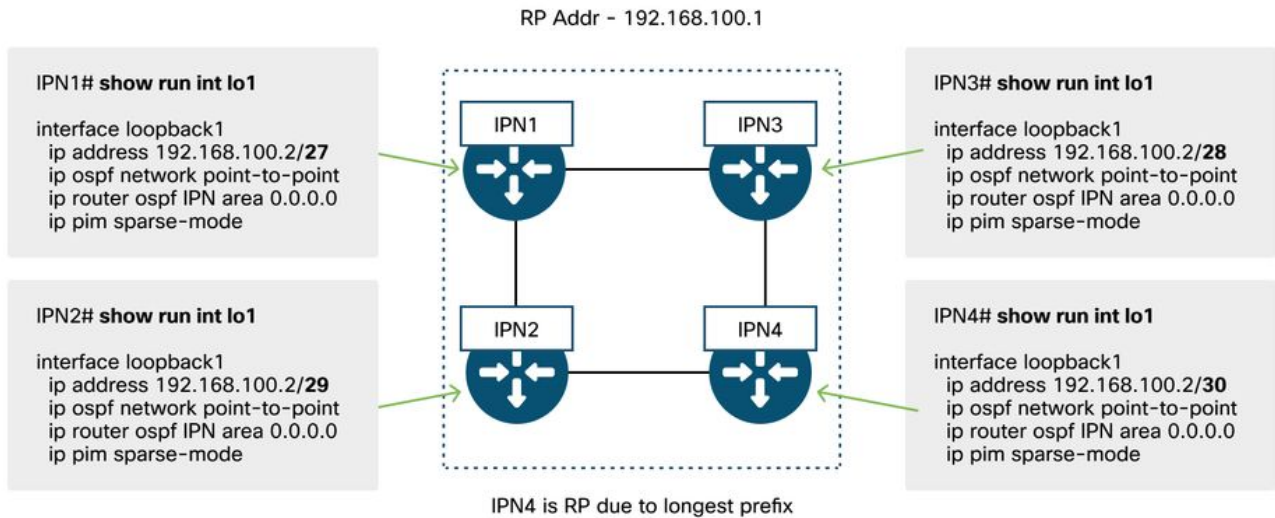 RP Addr - 192.168.100.1
IPN1# show run int lo1
interface loopback1
ip address 192.168.100.2/27
ip ospf network point-to-point
ip router ospf IPN area 0.0.0.0
ip pim sparse-mode
IPN2# show run int lo1
interface loopback1
ip address 192.168.100.2/29
ip ospf network point-to-point
ip router ospf IPN area 0.0.0.0
ip pim sparse-mode
IPN1
IPN3
IPN2
IPN4
IPN3# show run int lo1
interface loopback1
ip address 192.168.100.2/28
ip ospf network point-to-point
ip router ospf IPN area 0.0.0.0
ip pim sparse-mode
IPN4# show run int lo1
interface loopback1
ip address 192.168.100.2/30
ip ospf network point-to-point
ip router ospf IPN area 0.0.0.0
ip pim sparse-mode
IPN4 is RP due to longest prefix